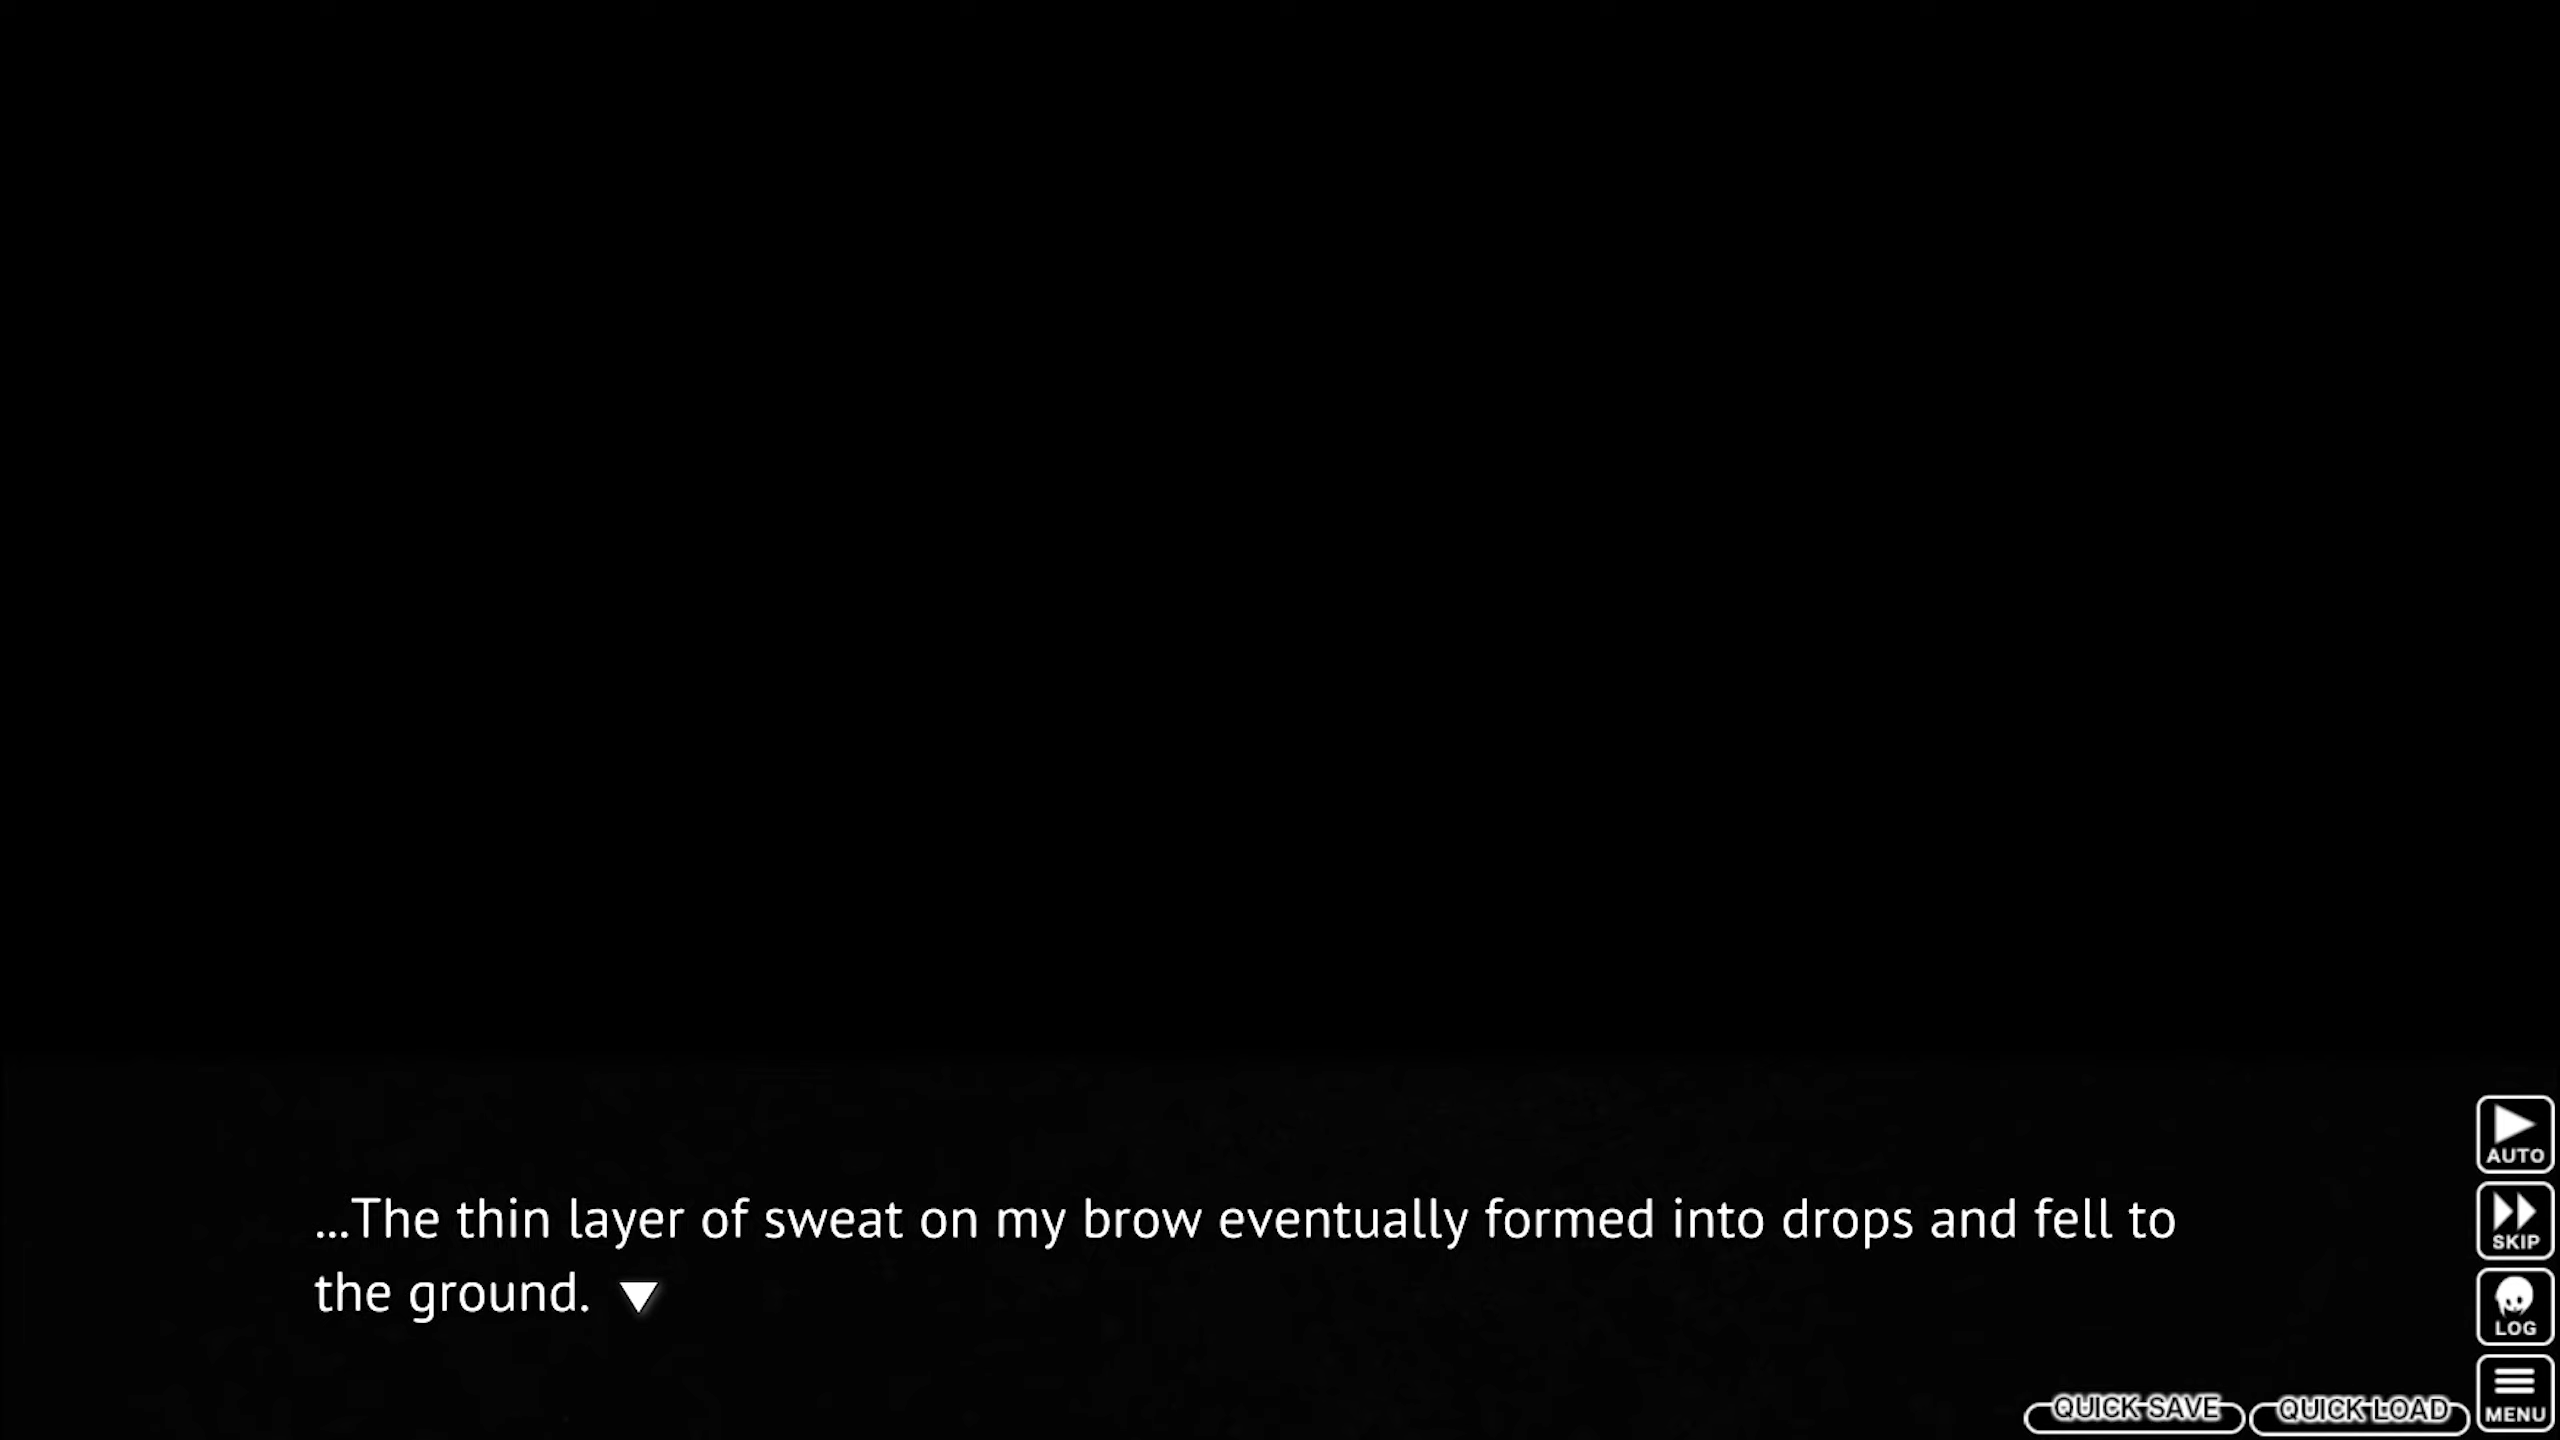 ...The thin layer of sweat on my brow eventually formed into drops and fell to
the ground.
AUTO
SKIP
LOG
MENU
QUICK SAVE
QUICK LOAD